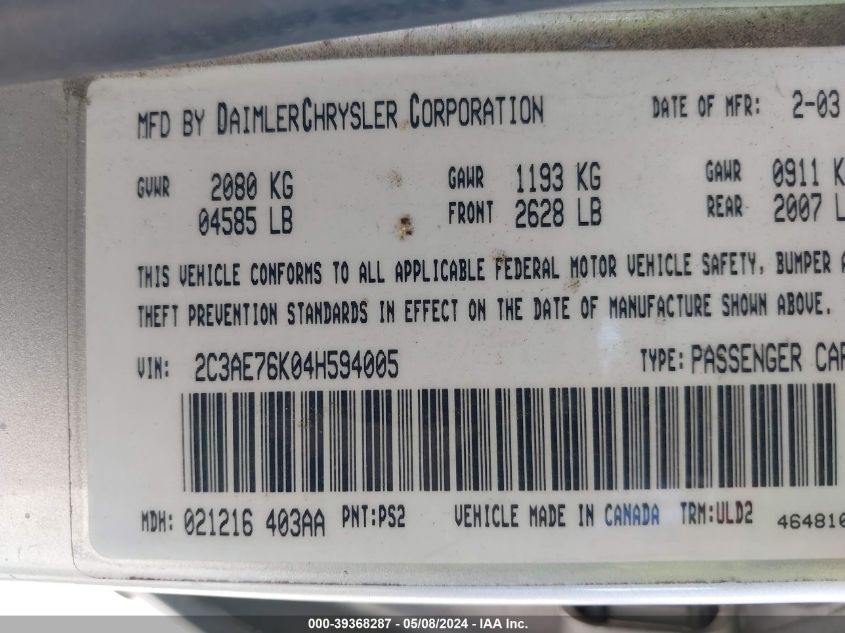 MFD BY DAIMLERCHRYSLER CORPORATION DATE OF MFR: 2-03
GVWR 2080 KG GAWR 1193 KG GAWR 0911 K
04585 LB FRONT 2628 LB REAR 2007 L
THIS VEHICLE CONFORMS TO ALL APPLICABLE FEDERAL MOTOR VEHICLE SAFETY, BUMPER A
THEFT PREVENTION STANDARDS IN EFFECT ON THE DATE OF MANUFACTURE SHOWN ABOVE.
VIN: 2C3AE76K04H594005 TYPE: PASSENGER CAR
MDH: 021216 403AA PNT:PS2 VEHICLE MADE IN CANADA TRM:ULD2 464810
000-39368287 - 05/08/2024 - IAA Inc.